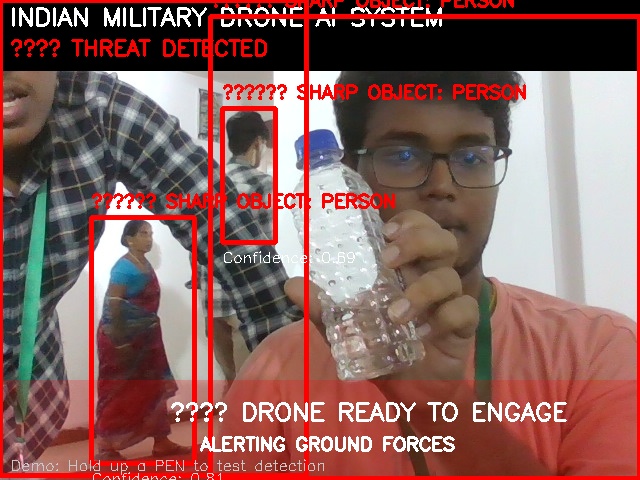 SHARP OBJECT: PERSON
INDIAN MILITARY DRONE AI SYSTEM
???? THREAT DETECTED
?????? SHARP OBJECT: PERSON
?????? SHARP OBJECT: PERSON
Confidence: 0.59
???? DRONE READY TO ENGAGE
ALERTING GROUND FORCES
Demo: Hold up a PEN to test detection
Confidence: 0.81